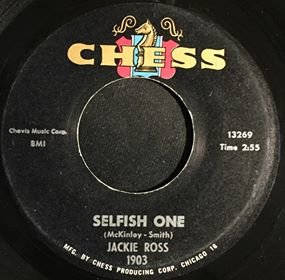 CHESS
Chevis Music Corp.
BMI
13269
Time 2:55
SELFISH ONE
(McKinley - Smith)
JACKIE ROSS
1903
MFG. BY CHESS PRODUCING CORP. CHICAGO 16